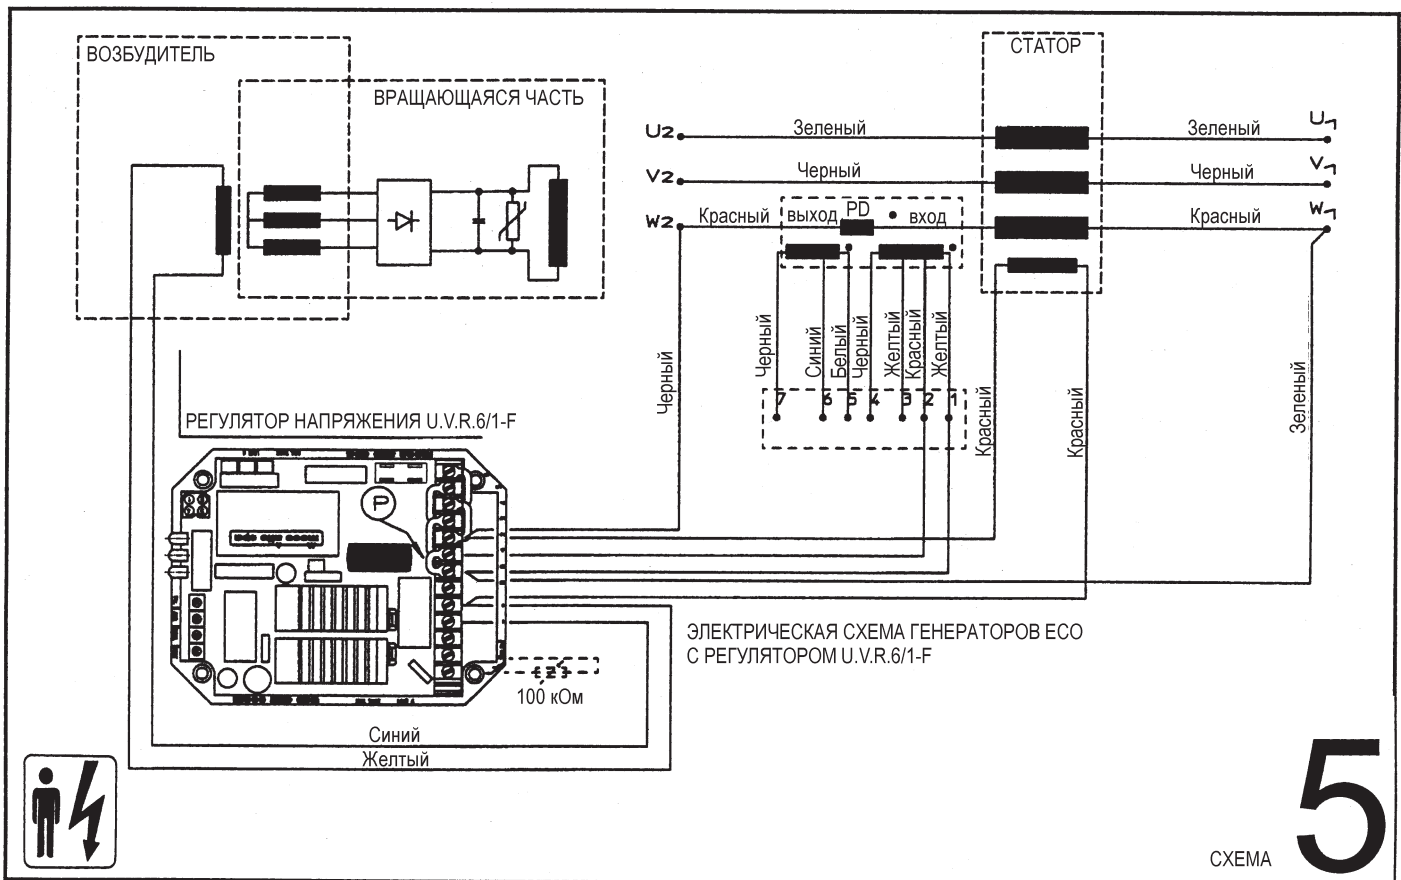 ВОЗБУДИТЕЛЬ
ВРАЩАЮЩАЯСЯ ЧАСТЬ
СТАТОР
U2
Зеленый
Зеленый
U1
V2
Черный
Черный
V1
W2
Красный
выход
PD
вход
Красный
W1
Черный
Черный
Синий
Белый
Черный
Желтый
Красный
Желтый
Красный
Красный
Зеленый
7
6
5
4
3
2
1
РЕГУЛЯТОР НАПРЯЖЕНИЯ U.V.R.6/1-F
P
100 кОм
Синий
Желтый
ЭЛЕКТРИЧЕСКАЯ СХЕМА ГЕНЕРАТОРОВ ECO
С РЕГУЛЯТОРОМ U.V.R.6/1-F
СХЕМА
5